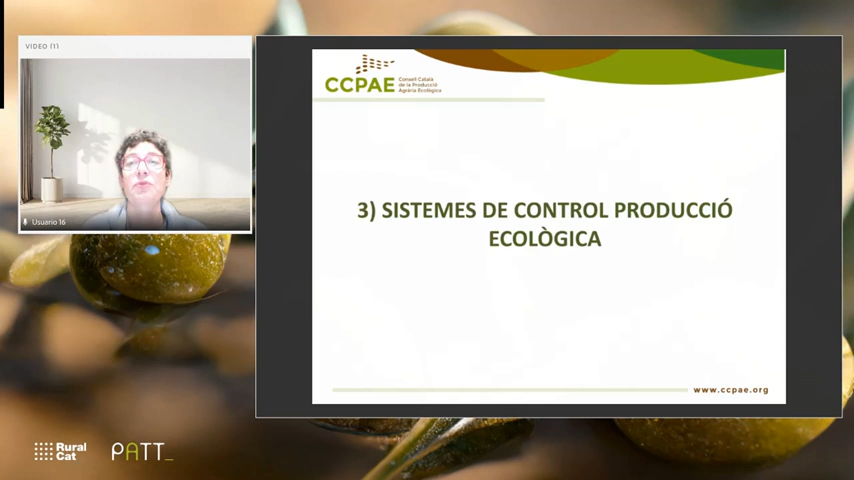 VIDEO (1)
Usuario 16
CCPAE
Consell Català
de la Producció
Agrària Ecològica
3) SISTEMES DE CONTROL PRODUCCIÓ
ECOLÒGICA
www.ccpae.org
Rural
Cat
PATT_